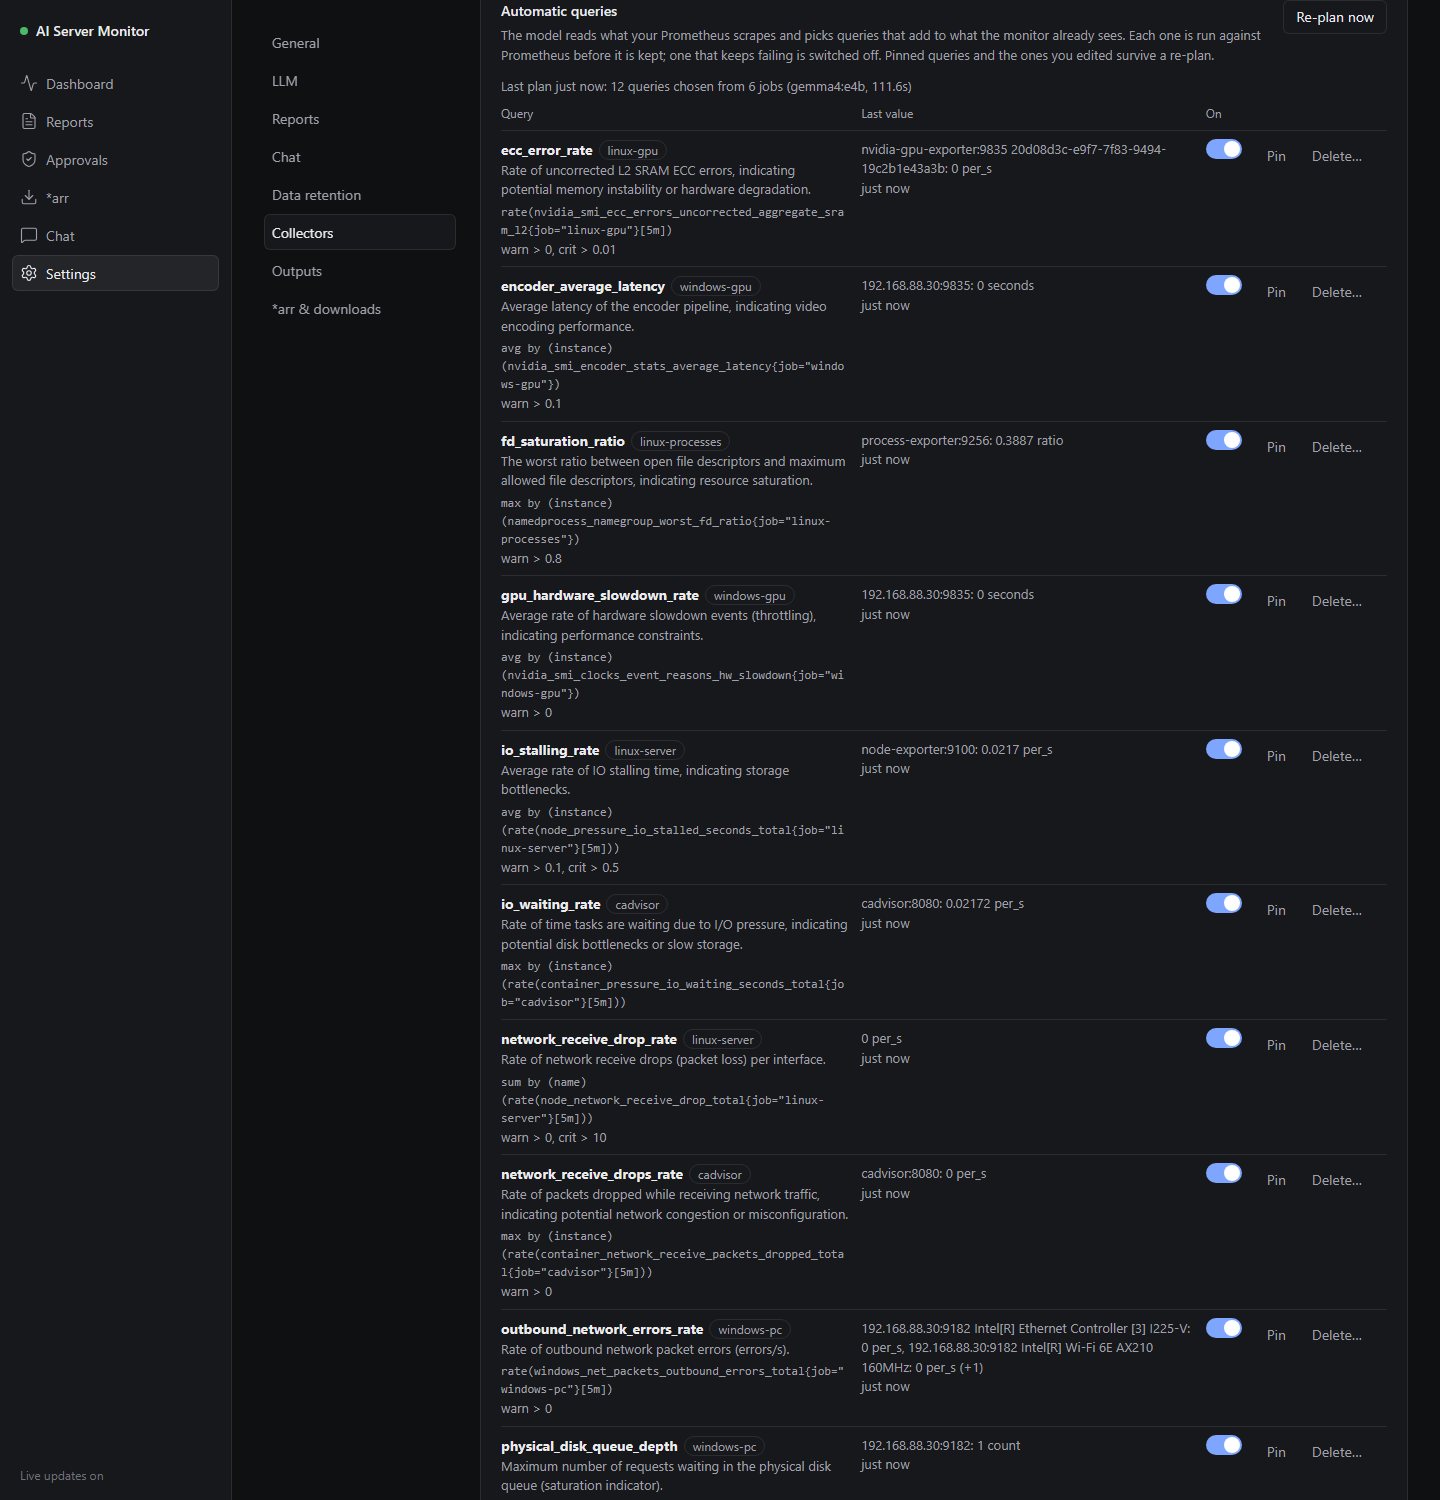 AI Server Monitor
Dashboard
Reports
Approvals
*arr
Chat
Settings
Live updates on
General
LLM
Reports
Chat
Data retention
Collectors
Outputs
*arr & downloads
Automatic queries
Re-plan now
The model reads what your Prometheus scrapes and picks queries that add to what the monitor already sees. Each one is run against
Prometheus before it is kept; one that keeps failing is switched off. Pinned queries and the ones you edited survive a re-plan.
Last plan just now: 12 queries chosen from 6 jobs (gemma4:e4b, 111.6s)
Query Last value On
ecc_error_rate linux-gpu
Rate of uncorrected L2 SRAM ECC errors, indicating
potential memory instability or hardware degradation.
rate(nvidia_smi_ecc_errors_uncorrected_aggregate_sra
m_l2{job="linux-gpu"}[5m])
warn > 0, crit > 0.01
nvidia-gpu-exporter:9835 20d08d3c-e9f7-7f83-9494-
19c2b1e43a3b: 0 per_s
just now
Pin Delete...
encoder_average_latency windows-gpu
Average latency of the encoder pipeline, indicating video
encoding performance.
avg by (instance)
(nvidia_smi_encoder_stats_average_latency{job="windo
ws-gpu"})
warn > 0.1
192.168.88.30:9835: 0 seconds
just now
Pin Delete...
fd_saturation_ratio linux-processes
The worst ratio between open file descriptors and maximum
allowed file descriptors, indicating resource saturation.
max by (instance)
(namedprocess_namegroup_worst_fd_ratio{job="linux-
processes"})
warn > 0.8
process-exporter:9256: 0.3887 ratio
just now
Pin Delete...
gpu_hardware_slowdown_rate windows-gpu
Average rate of hardware slowdown events (throttling),
indicating performance constraints.
avg by (instance)
(nvidia_smi_clocks_event_reasons_hw_slowdown{job="wi
ndows-gpu"})
warn > 0
192.168.88.30:9835: 0 seconds
just now
Pin Delete...
io_stalling_rate linux-server
Average rate of IO stalling time, indicating storage
bottlenecks.
avg by (instance)
(rate(node_pressure_io_stalled_seconds_total{job="li
nux-server"}[5m]))
warn > 0.1, crit > 0.5
node-exporter:9100: 0.0217 per_s
just now
Pin Delete...
io_waiting_rate cadvisor
Rate of time tasks are waiting due to I/O pressure, indicating
potential disk bottlenecks or slow storage.
max by (instance)
(rate(container_pressure_io_waiting_seconds_total{jo
b="cadvisor"}[5m]))
cadvisor:8080: 0.02172 per_s
just now
Pin Delete...
network_receive_drop_rate linux-server
Rate of network receive drops (packet loss) per interface.
sum by (name)
(rate(node_network_receive_drop_total{job="linux-
server"}[5m]))
warn > 0, crit > 10
0 per_s
just now
Pin Delete...
network_receive_drops_rate cadvisor
Rate of packets dropped while receiving network traffic,
indicating potential network congestion or misconfiguration.
max by (instance)
(rate(container_network_receive_packets_dropped_tota
l{job="cadvisor"}[5m]))
warn > 0
cadvisor:8080: 0 per_s
just now
Pin Delete...
outbound_network_errors_rate windows-pc
Rate of outbound network packet errors (errors/s).
rate(windows_net_packets_outbound_errors_total{job="
windows-pc"}[5m])
warn > 0
192.168.88.30:9182 Intel[R] Ethernet Controller [3] I225-V:
0 per_s, 192.168.88.30:9182 Intel[R] Wi-Fi 6E AX210
160MHz: 0 per_s (+1)
just now
Pin Delete...
physical_disk_queue_depth windows-pc
Maximum number of requests waiting in the physical disk
queue (saturation indicator).
192.168.88.30:9182: 1 count
just now
Pin Delete...